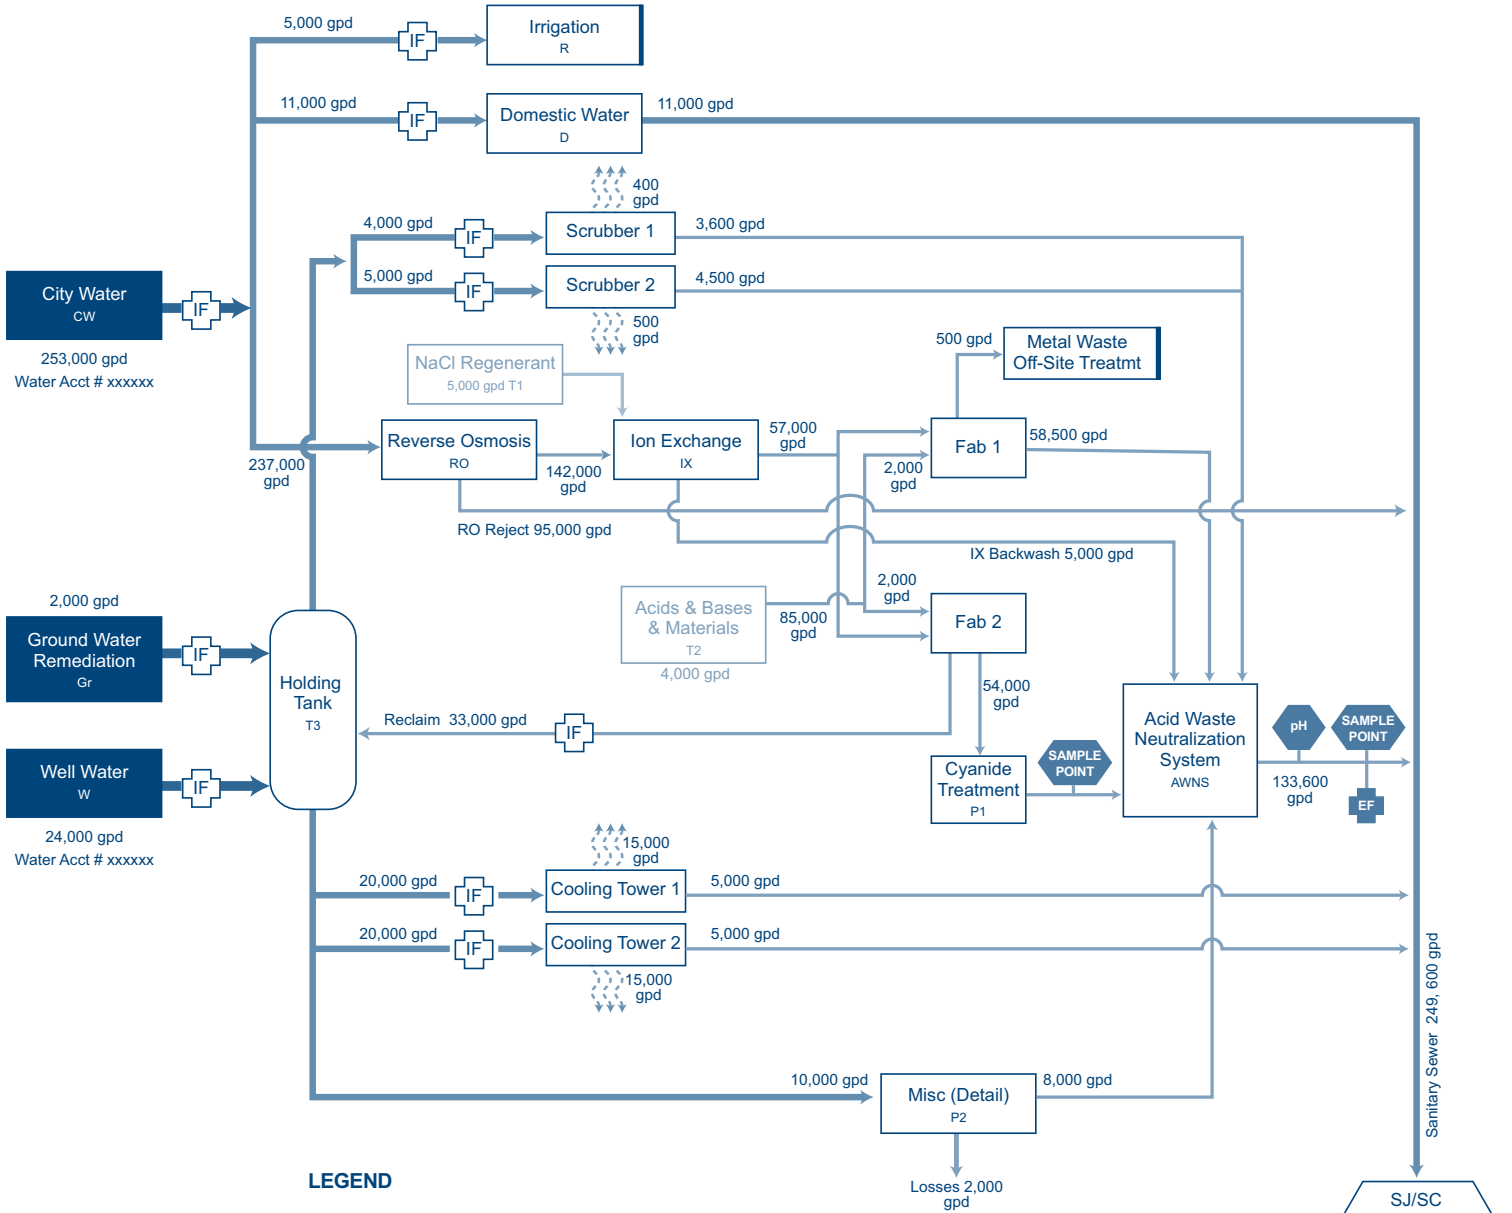 5,000 gpd
IF
Irrigation
R
11,000 gpd
IF
Domestic Water
D
11,000 gpd
400
gpd
4,000 gpd
IF
Scrubber 1
3,600 gpd
5,000 gpd
IF
Scrubber 2
4,500 gpd
500
gpd
City Water
CW
IF
253,000 gpd
Water Acct # xxxxxx
NaCl Regenerant
5,000 gpd T1
500 gpd
Metal Waste
Off-Site Treatmt
237,000
gpd
Reverse Osmosis
RO
142,000
gpd
Ion Exchange
IX
57,000
gpd
2,000
gpd
Fab 1
58,500 gpd
RO Reject 95,000 gpd
IX Backwash 5,000 gpd
2,000 gpd
Ground Water
Remediation
Gr
IF
Acids & Bases
& Materials
T2
4,000 gpd
85,000
gpd
2,000
gpd
Fab 2
Holding
Tank
T3
54,000
gpd
Reclaim 33,000 gpd
IF
Well Water
W
IF
24,000 gpd
Water Acct # xxxxxx
Cyanide
Treatment
P1
SAMPLE
POINT
Acid Waste
Neutralization
System
AWNS
pH
SAMPLE
POINT
133,600
gpd
EF
15,000
gpd
20,000 gpd
IF
Cooling Tower 1
5,000 gpd
20,000 gpd
IF
Cooling Tower 2
5,000 gpd
15,000
gpd
Sanitary Sewer 249, 600 gpd
10,000 gpd
Misc (Detail)
P2
8,000 gpd
Losses 2,000
gpd
LEGEND
SJ/SC